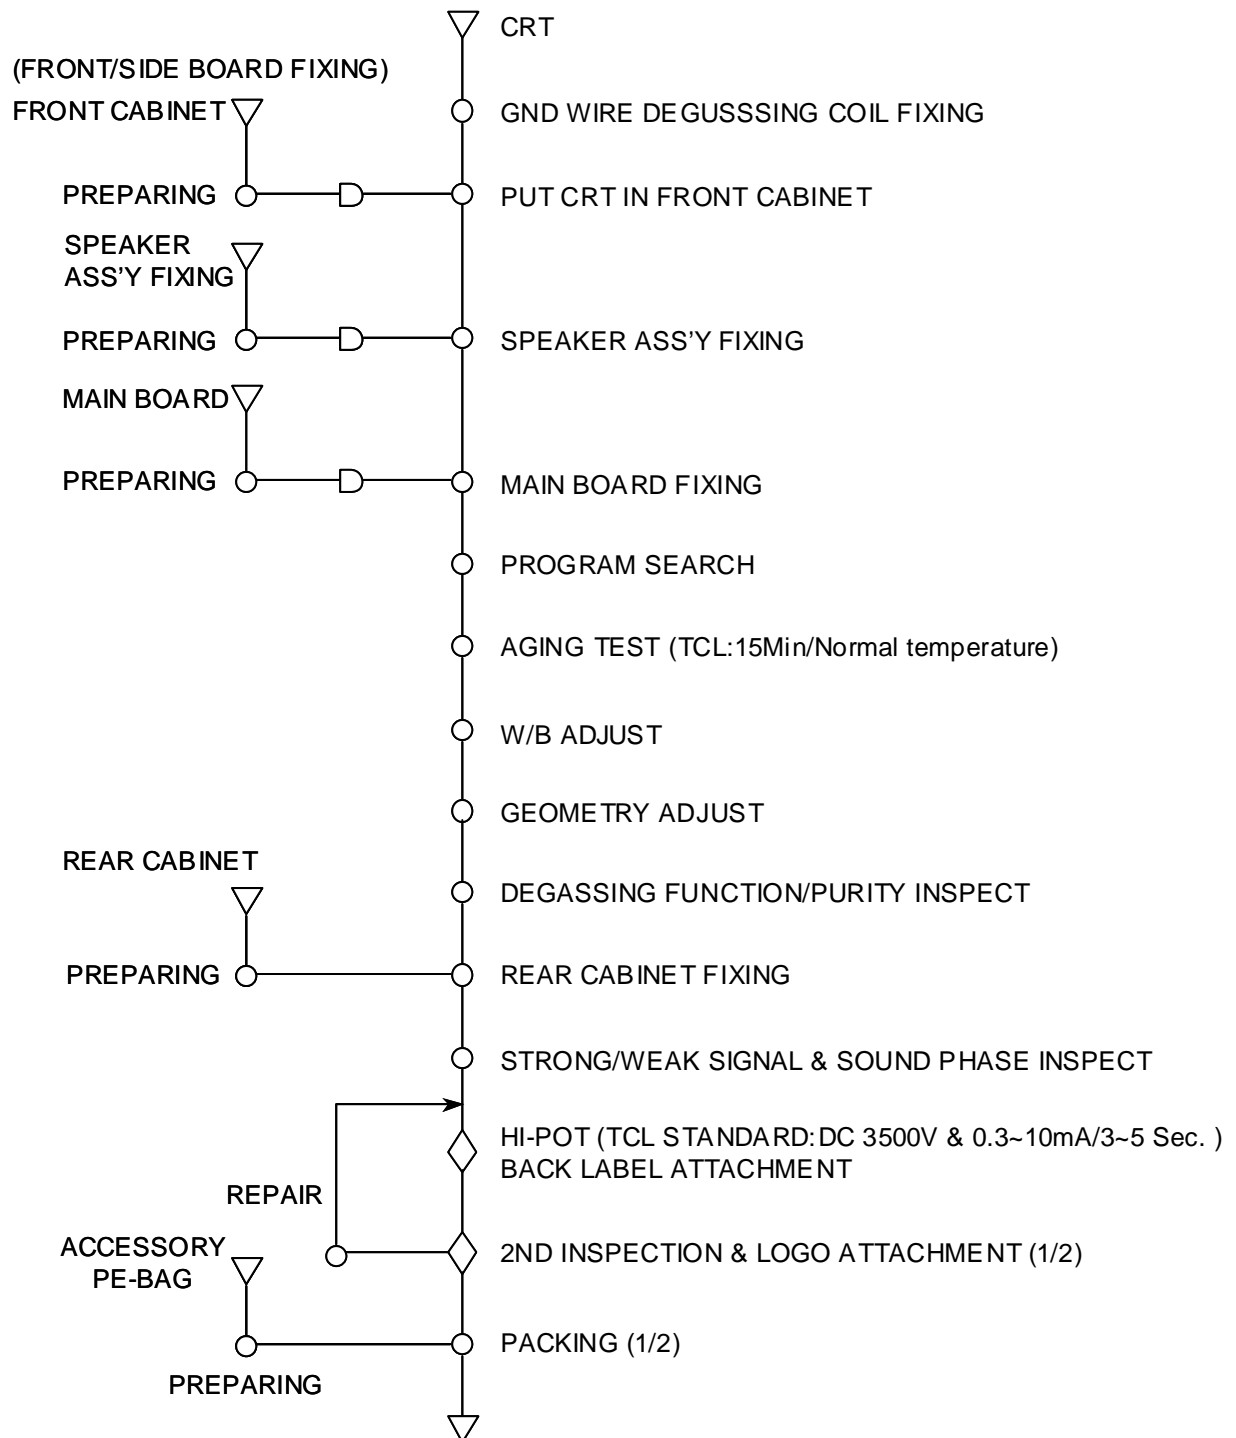 CRT
(FRONT/SIDE BOARD FIXING)
FRONT CABINET
GND WIRE DEGUSSSING COIL FIXING
PREPARING
PUT CRT IN FRONT CABINET
SPEAKER
ASS'Y FIXING
PREPARING
SPEAKER ASS'Y FIXING
MAIN BOARD
PREPARING
MAIN BOARD FIXING
PROGRAM SEARCH
AGING TEST (TCL:15Min/Normal temperature)
W/B ADJUST
GEOMETRY ADJUST
REAR CABINET
DEGASSING FUNCTION/PURITY INSPECT
PREPARING
REAR CABINET FIXING
STRONG/WEAK SIGNAL & SOUND PHASE INSPECT
HI-POT (TCL STANDARD:DC 3500V & 0.3~10mA/3~5 Sec. )
BACK LABEL ATTACHMENT
REPAIR
ACCESSORY
PE-BAG
2ND INSPECTION & LOGO ATTACHMENT (1/2)
PACKING (1/2)
PREPARING